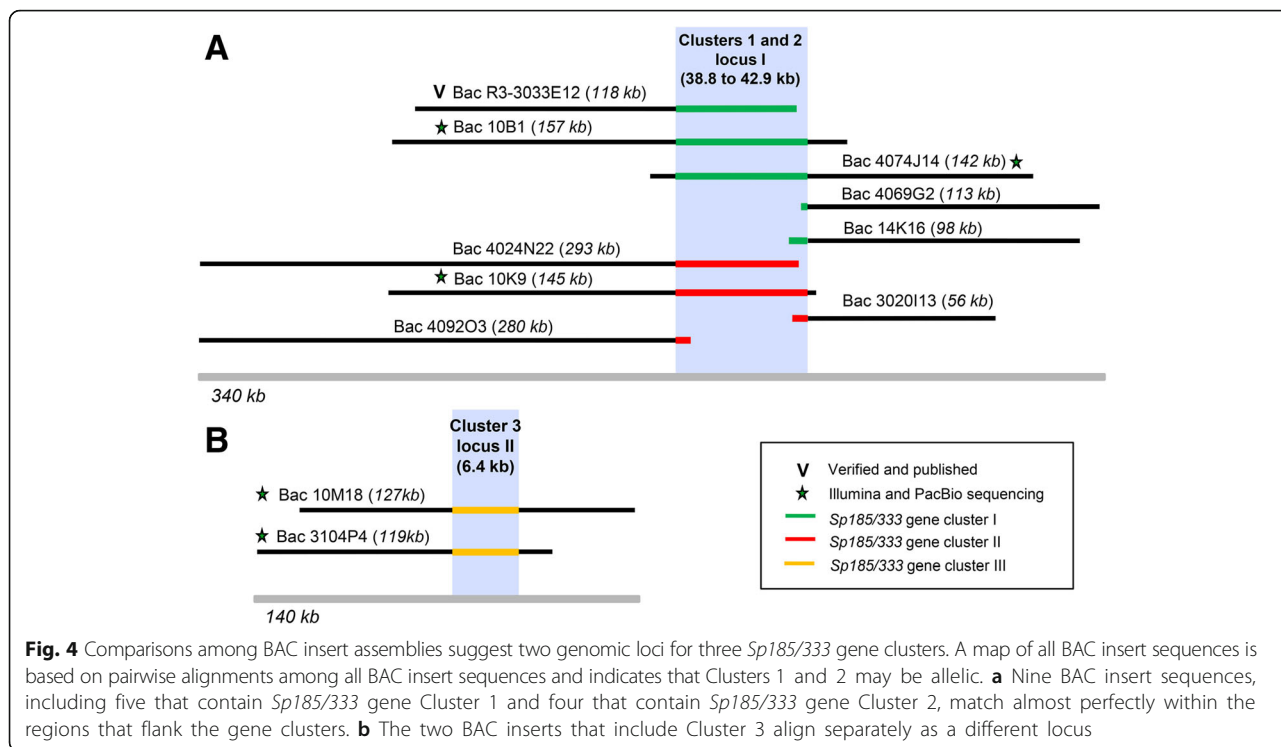 A
Clusters 1 and 2
locus I
(38.8 to 42.9 kb)
V Bac R3-3033E12 (118 kb)
Bac 10B1 (157 kb)
Bac 4074J14 (142 kb)
Bac 4069G2 (113 kb)
Bac 14K16 (98 kb)
Bac 4024N22 (293 kb)
Bac 10K9 (145 kb)
Bac 3020I13 (56 kb)
Bac 4092O3 (280 kb)
340 kb
B
Cluster 3
locus II
(6.4 kb)
Bac 10M18 (127kb)
Bac 3104P4 (119kb)
140 kb
V Verified and published
Illumina and PacBio sequencing
Sp185/333 gene cluster I
Sp185/333 gene cluster II
Sp185/333 gene cluster III
Fig. 4 Comparisons among BAC insert assemblies suggest two genomic loci for three Sp185/333 gene clusters. A map of all BAC insert sequences is
based on pairwise alignments among all BAC insert sequences and indicates that Clusters 1 and 2 may be allelic. a Nine BAC insert sequences,
including five that contain Sp185/333 gene Cluster 1 and four that contain Sp185/333 gene Cluster 2, match almost perfectly within the
regions that flank the gene clusters. b The two BAC inserts that include Cluster 3 align separately as a different locus